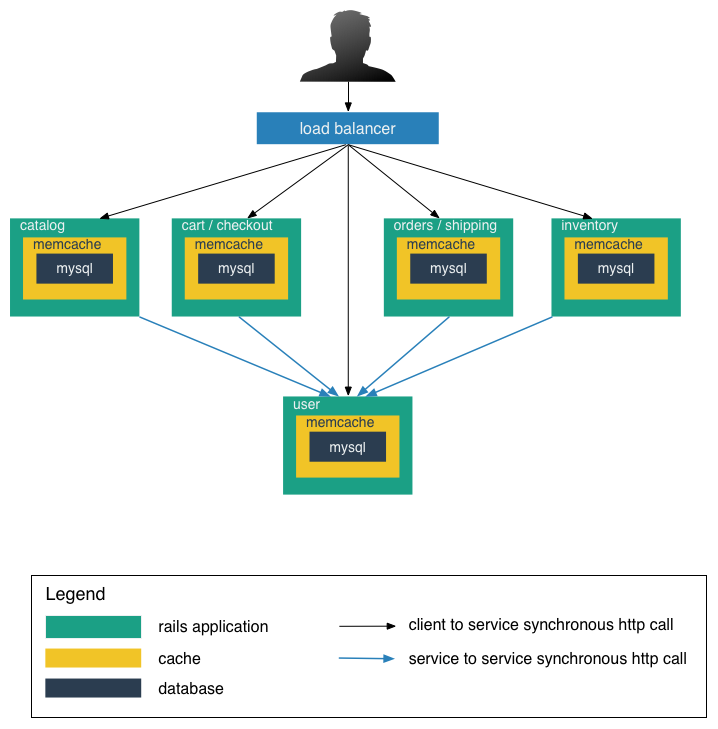 load balancer
catalog
cart / checkout
orders / shipping
inventory
memcache
memcache
memcache
memcache
mysql
mysql
mysql
mysql
user
memcache
mysql
Legend
rails application
client to service synchronous http call
cache
service to service synchronous http call
database